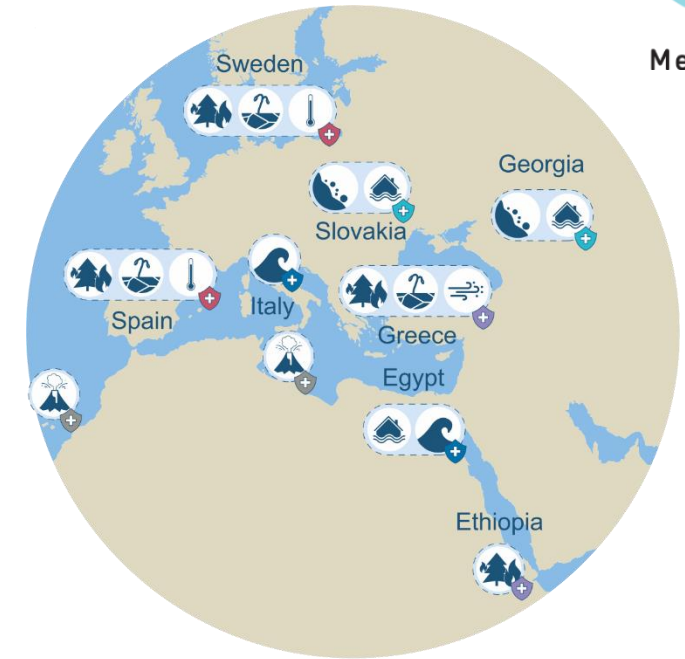 Me
Sweden
Georgia
Slovakia
Spain
Italy
Greece
Egypt
Ethiopia